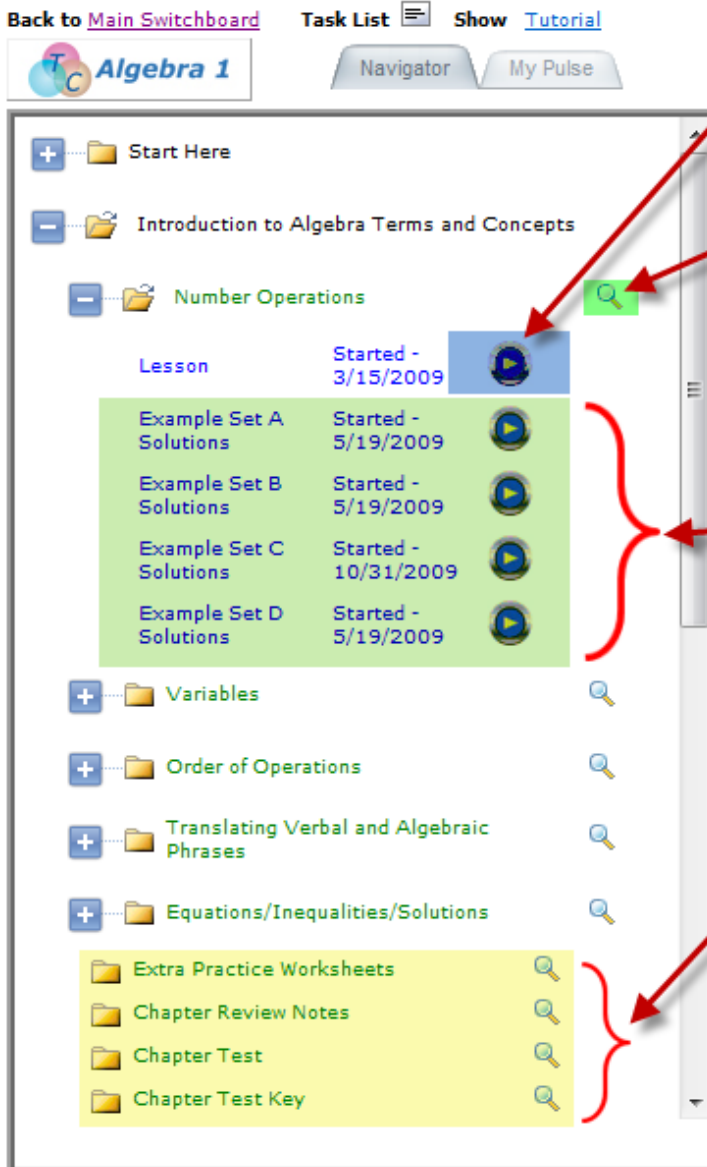 Back to Main Switchboard Task List Show Tutorial
TC Algebra 1 Navigator My Pulse
Start Here
Introduction to Algebra Terms and Concepts
Number Operations
Lesson Started - 3/15/2009
Example Set A Solutions Started - 5/19/2009
Example Set B Solutions Started - 5/19/2009
Example Set C Solutions Started - 10/31/2009
Example Set D Solutions Started - 5/19/2009
Variables
Order of Operations
Translating Verbal and Algebraic
Phrases
Equations/Inequalities/Solutions
Extra Practice Worksheets
Chapter Review Notes
Chapter Test
Chapter Test Key